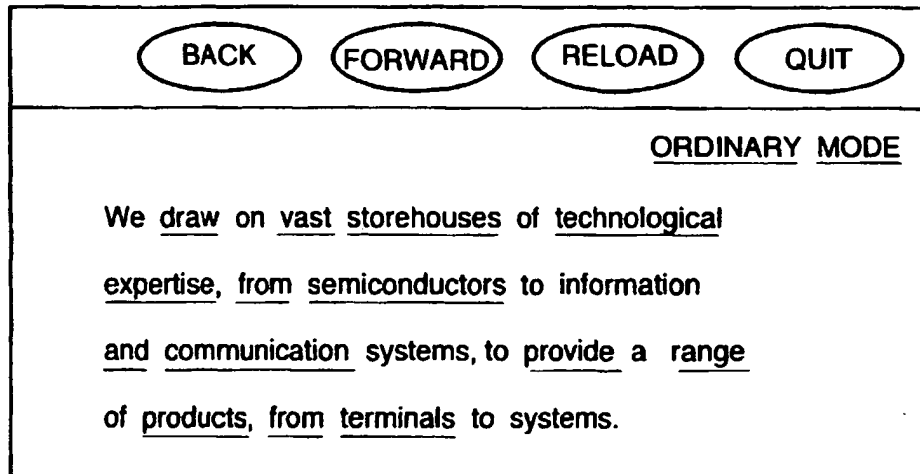 BACK FORWARD RELOAD QUIT
ORDINARY MODE
We draw on vast storehouses of technological
expertise, from semiconductors to information
and communication systems, to provide a range
of products, from terminals to systems.